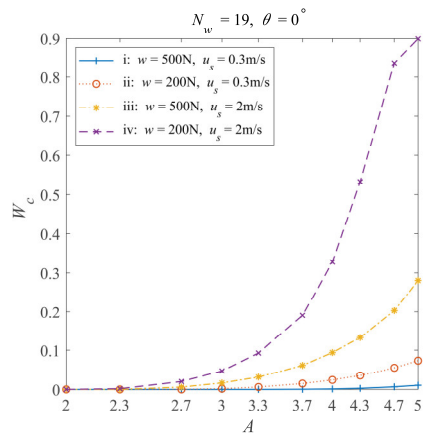 N_w = 19, θ = 0°
0.9
0.8
0.7
0.6
0.5
0.4
0.3
0.2
0.1
0
W_c
i: w = 500N, u_s = 0.3m/s
ii: w = 200N, u_s = 0.3m/s
iii: w = 500N, u_s = 2m/s
iv: w = 200N, u_s = 2m/s
2 2.3 2.7 3 3.3 3.7 4 4.3 4.7 5
A